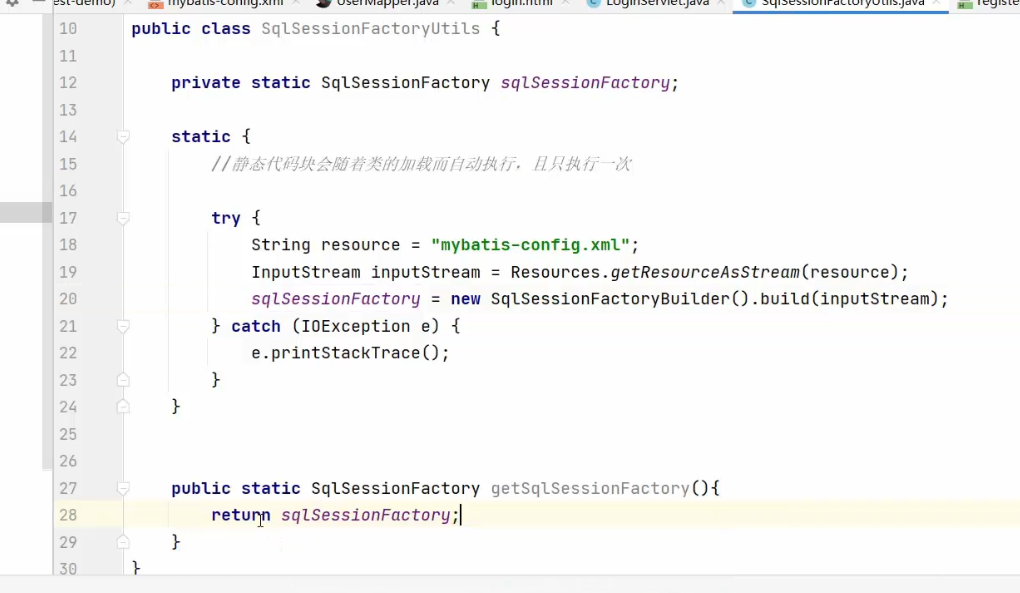 est-demo) mybatis-config.xml UserMapper.java login.html LoginServlet.java SqlSessionFactoryUtils.java registe
10 public class SqlSessionFactoryUtils {
11
12 private static SqlSessionFactory sqlSessionFactory;
13
14 static {
15 //静态代码块会随着类的加载而自动执行，且只执行一次
16
17 try {
18 String resource = "mybatis-config.xml";
19 InputStream inputStream = Resources.getResourceAsStream(resource);
20 sqlSessionFactory = new SqlSessionFactoryBuilder().build(inputStream);
21 } catch (IOException e) {
22 e.printStackTrace();
23 }
24 }
25
26
27 public static SqlSessionFactory getSqlSessionFactory(){
28 return sqlSessionFactory;
29 }
30 }